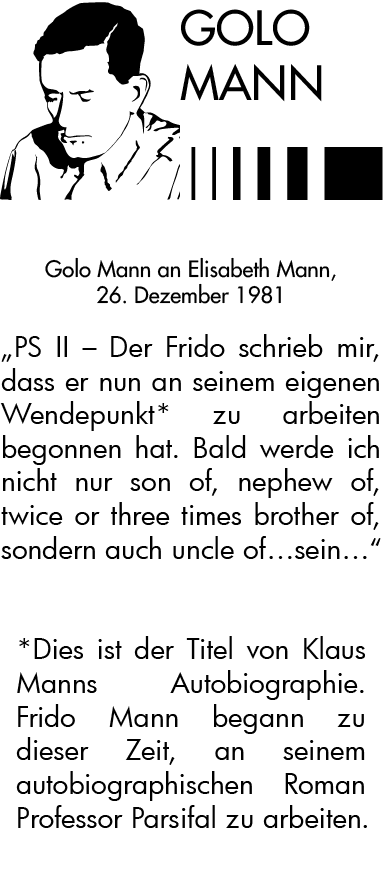 GOLO
MANN
Golo Mann an Elisabeth Mann,
26. Dezember 1981
„PS II – Der Frido schrieb mir,
dass er nun an seinem eigenen
Wendepunkt* zu arbeiten
begonnen hat. Bald werde ich
nicht nur son of, nephew of,
twice or three times brother of,
sondern auch uncle of…sein…“
*Dies ist der Titel von Klaus
Manns Autobiographie.
Frido Mann begann zu
dieser Zeit, an seinem
autobiographischen Roman
Professor Parsifal zu arbeiten.